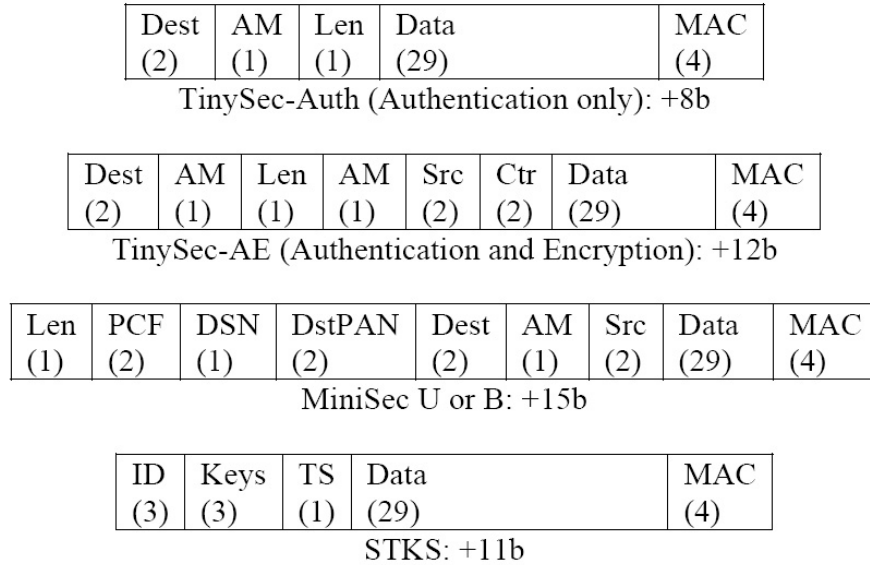 Dest AM Len Data MAC
(2) (1) (1) (29) (4)
TinySec-Auth (Authentication only): +8b
Dest AM Len AM Src Ctr Data MAC
(2) (1) (1) (1) (2) (2) (29) (4)
TinySec-AE (Authentication and Encryption): +12b
Len PCF DSN DstPAN Dest AM Src Data MAC
(1) (2) (1) (2) (2) (1) (2) (29) (4)
MiniSec U or B: +15b
ID Keys TS Data MAC
(3) (3) (1) (29) (4)
STKS: +11b